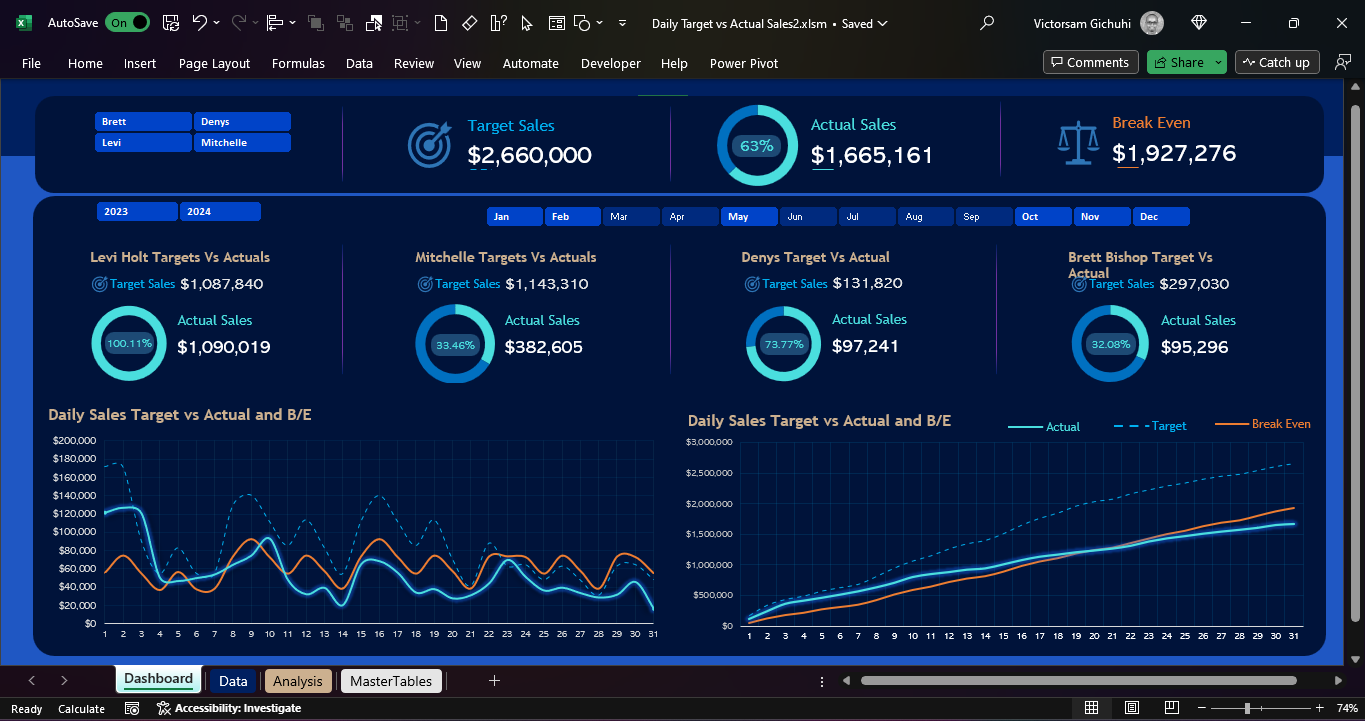 AutoSave On Daily Target vs Actual Sales2.xlsm • Saved Victorsam Gichuhi
File Home Insert Page Layout Formulas Data Review View Automate Developer Help Power Pivot Comments Share Catch up
Brett Denys
Levi Mitchelle
Target Sales
$2,660,000
63%
Actual Sales
$1,665,161
Break Even
$1,927,276
2023 2024
Jan Feb Mar Apr May Jun Jul Aug Sep Oct Nov Dec
Levi Holt Targets Vs Actuals
Target Sales $1,087,840
100.11%
Actual Sales
$1,090,019
Mitchelle Targets Vs Actuals
Target Sales $1,143,310
33.46%
Actual Sales
$382,605
Denys Target Vs Actual
Target Sales $131,820
73.77%
Actual Sales
$97,241
Brett Bishop Target Vs
Actual
Target Sales $297,030
32.08%
Actual Sales
$95,296
Daily Sales Target vs Actual and B/E
$200,000
$180,000
$160,000
$140,000
$120,000
$100,000
$80,000
$60,000
$40,000
$20,000
$0
1 2 3 4 5 6 7 8 9 10 11 12 13 14 15 16 17 18 19 20 21 22 23 24 25 26 27 28 29 30 31
Daily Sales Target vs Actual and B/E
Actual Target Break Even
$3,000,000
$2,500,000
$2,000,000
$1,500,000
$1,000,000
$500,000
$0
1 2 3 4 5 6 7 8 9 10 11 12 13 14 15 16 17 18 19 20 21 22 23 24 25 26 27 28 29 30 31
Dashboard Data Analysis MasterTables
Ready Calculate Accessibility: Investigate 74%